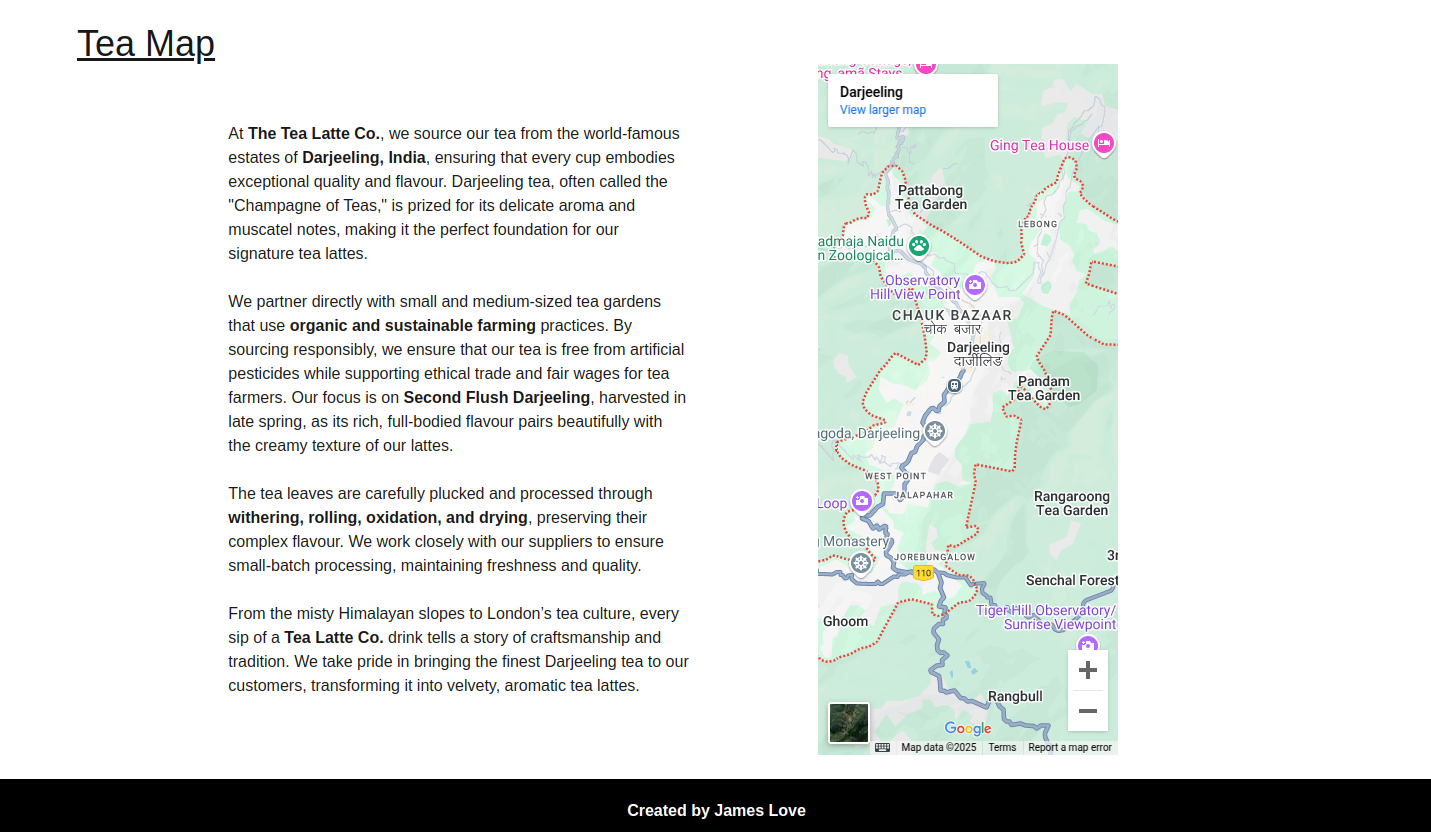 Tea Map
At The Tea Latte Co., we source our tea from the world-famous
estates of Darjeeling, India, ensuring that every cup embodies
exceptional quality and flavour. Darjeeling tea, often called the
"Champagne of Teas," is prized for its delicate aroma and
muscatel notes, making it the perfect foundation for our
signature tea lattes.
We partner directly with small and medium-sized tea gardens
that use organic and sustainable farming practices. By
sourcing responsibly, we ensure that our tea is free from artificial
pesticides while supporting ethical trade and fair wages for tea
farmers. Our focus is on Second Flush Darjeeling, harvested in
late spring, as its rich, full-bodied flavour pairs beautifully with
the creamy texture of our lattes.
The tea leaves are carefully plucked and processed through
withering, rolling, oxidation, and drying, preserving their
complex flavour. We work closely with our suppliers to ensure
small-batch processing, maintaining freshness and quality.
From the misty Himalayan slopes to London’s tea culture, every
sip of a Tea Latte Co. drink tells a story of craftsmanship and
tradition. We take pride in bringing the finest Darjeeling tea to our
customers, transforming it into velvety, aromatic tea lattes.
Stays
Darjeeling
View larger map
Ging Tea House
Pattabong
Tea Garden
LEBONG
admaja Naidu
n Zoological...
Observatory
Hill View Point
CHAUK BAZAAR
चोक बजार
Darjeeling
दार्जीलिङ
Pandam
Tea Garden
agoda, Darjeeling
WEST POINT
JALAPAHAR
Loop
Rangaroong
Tea Garden
Monastery
JOREBUNGALOW
110
Senchal Forest
Tiger Hill Observatory/
Sunrise Viewpoint
Ghoom
Rangbull
Google
Map data ©2025
Terms
Report a map error
Created by James Love